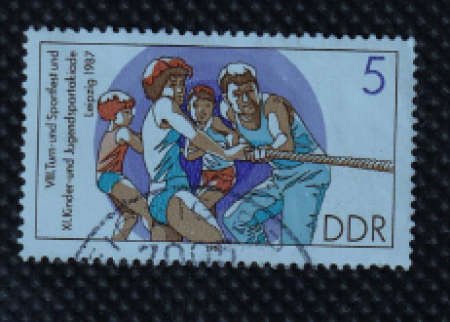 VIII. Turn- und Sportfest und
XI. Kinder- und Jugendspartakiade
Leipzig 1987
5
DDR